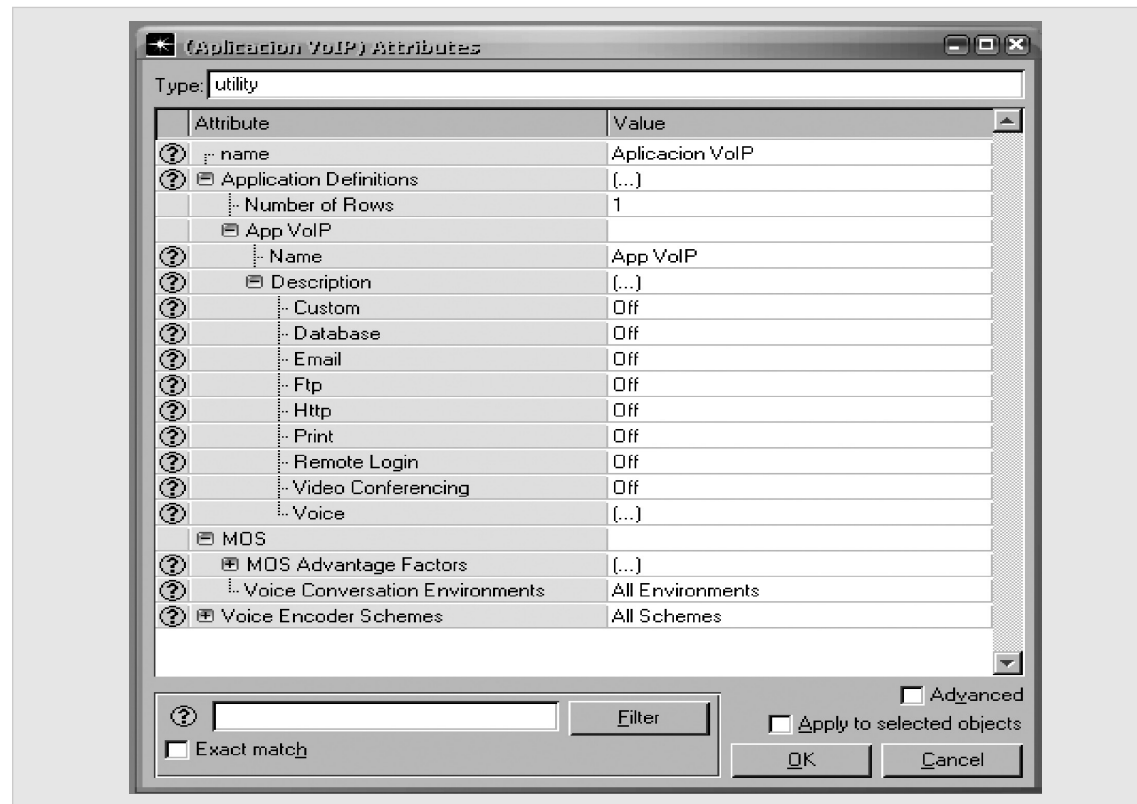 (Aplicacion VoIP) Attributes
Type: utility
Attribute Value
name Aplicacion VoIP
Application Definitions (...)
Number of Rows 1
App VoIP
Name App VoIP
Description (...)
Custom Off
Database Off
Email Off
Ftp Off
Http Off
Print Off
Remote Login Off
Video Conferencing Off
Voice (...)
MOS
MOS Advantage Factors (...)
Voice Conversation Environments All Environments
Voice Encoder Schemes All Schemes
Advanced
Filter
Apply to selected objects
Exact match
OK Cancel